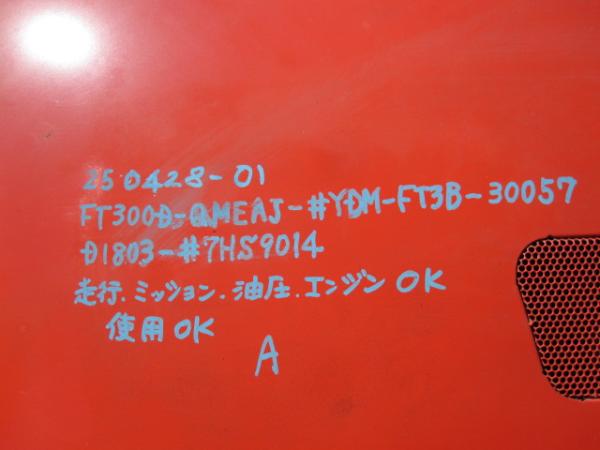 250428-01
FT300D-QMEAJ-#YDM-FT3B-30057
D1803-#7HS9014
走行.ミッション.油圧.エンジン OK
使用OK
A